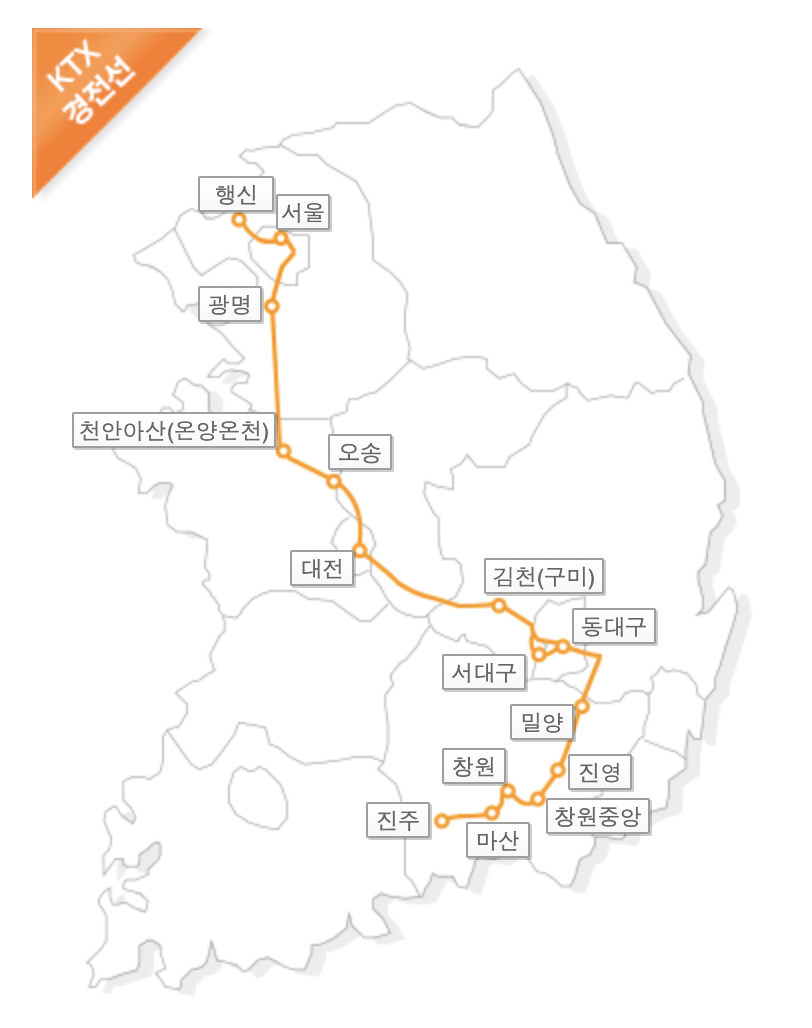 KTX
경전선
행신
서울
광명
천안아산(온양온천)
오송
대전
김천(구미)
동대구
서대구
밀양
창원
진영
창원중앙
진주
마산